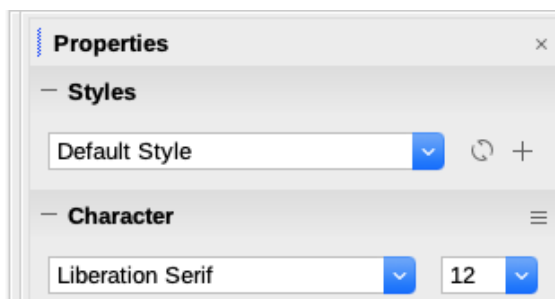 Properties
Styles
Default Style
Character
Liberation Serif 12